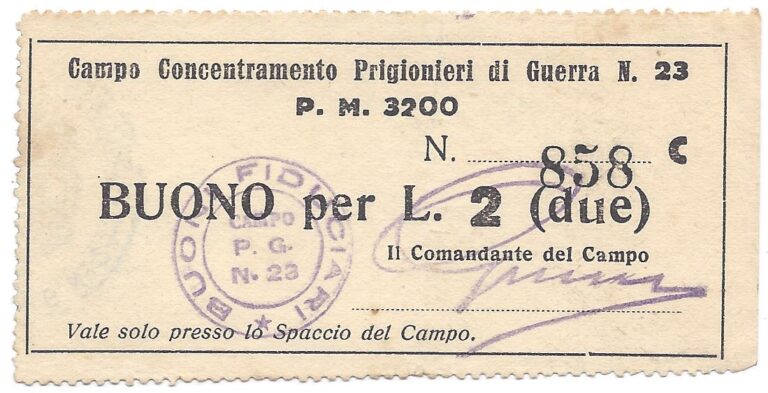 Campo Concentramento Prigionieri di Guerra N. 23
P. M. 3200
N. 858 C
BUONO per L. 2 (due)
Il Comandante del Campo
Vale solo presso lo Spaccio del Campo.
BUONI FIDUCIARI
CAMPO
P. G.
N. 23